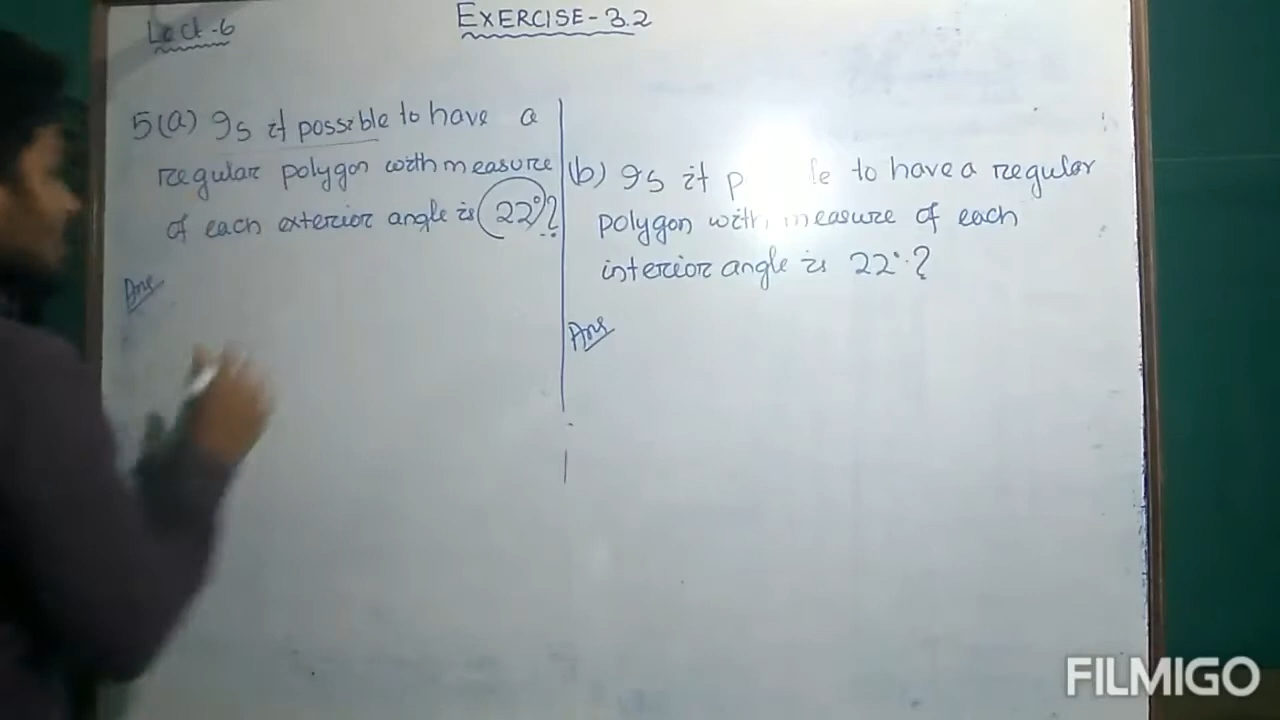 Lect-6
EXERCISE-3.2
5(a) Is it possible to have a
regular polygon with measure
of each exterior angle is 22°?
Ans
(b) Is it p le to have a regular
polygon with measure of each
interior angle is 22°?
Ans
FILMIGO